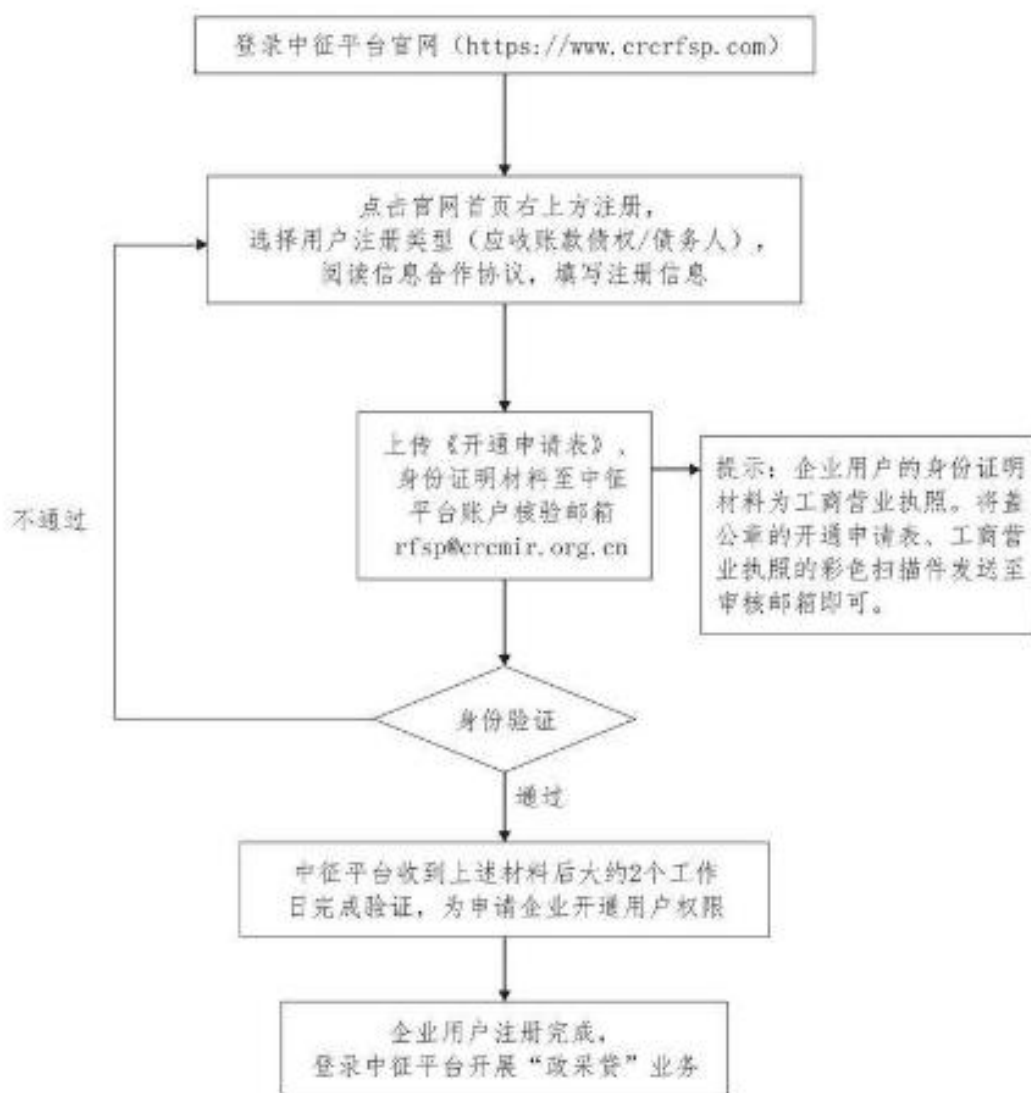 登录中征平台官网（https://www.crcrfsp.com）
点击官网首页右上方注册，
选择用户注册类型（应收账款债权/债务人），
阅读信息合作协议，填写注册信息
上传《开通申请表》、
身份证明材料至中征
平台账户核验邮箱
rfsp@crcmir.org.cn
提示：企业用户的身份证明
材料为工商营业执照。将盖
公章的开通申请表、工商营
业执照的彩色扫描件发送至
审核邮箱即可。
不通过
身份验证
通过
中征平台收到上述材料后大约2个工作
日完成验证，为申请企业开通用户权限
企业用户注册完成，
登录中征平台开展“政采贷”业务